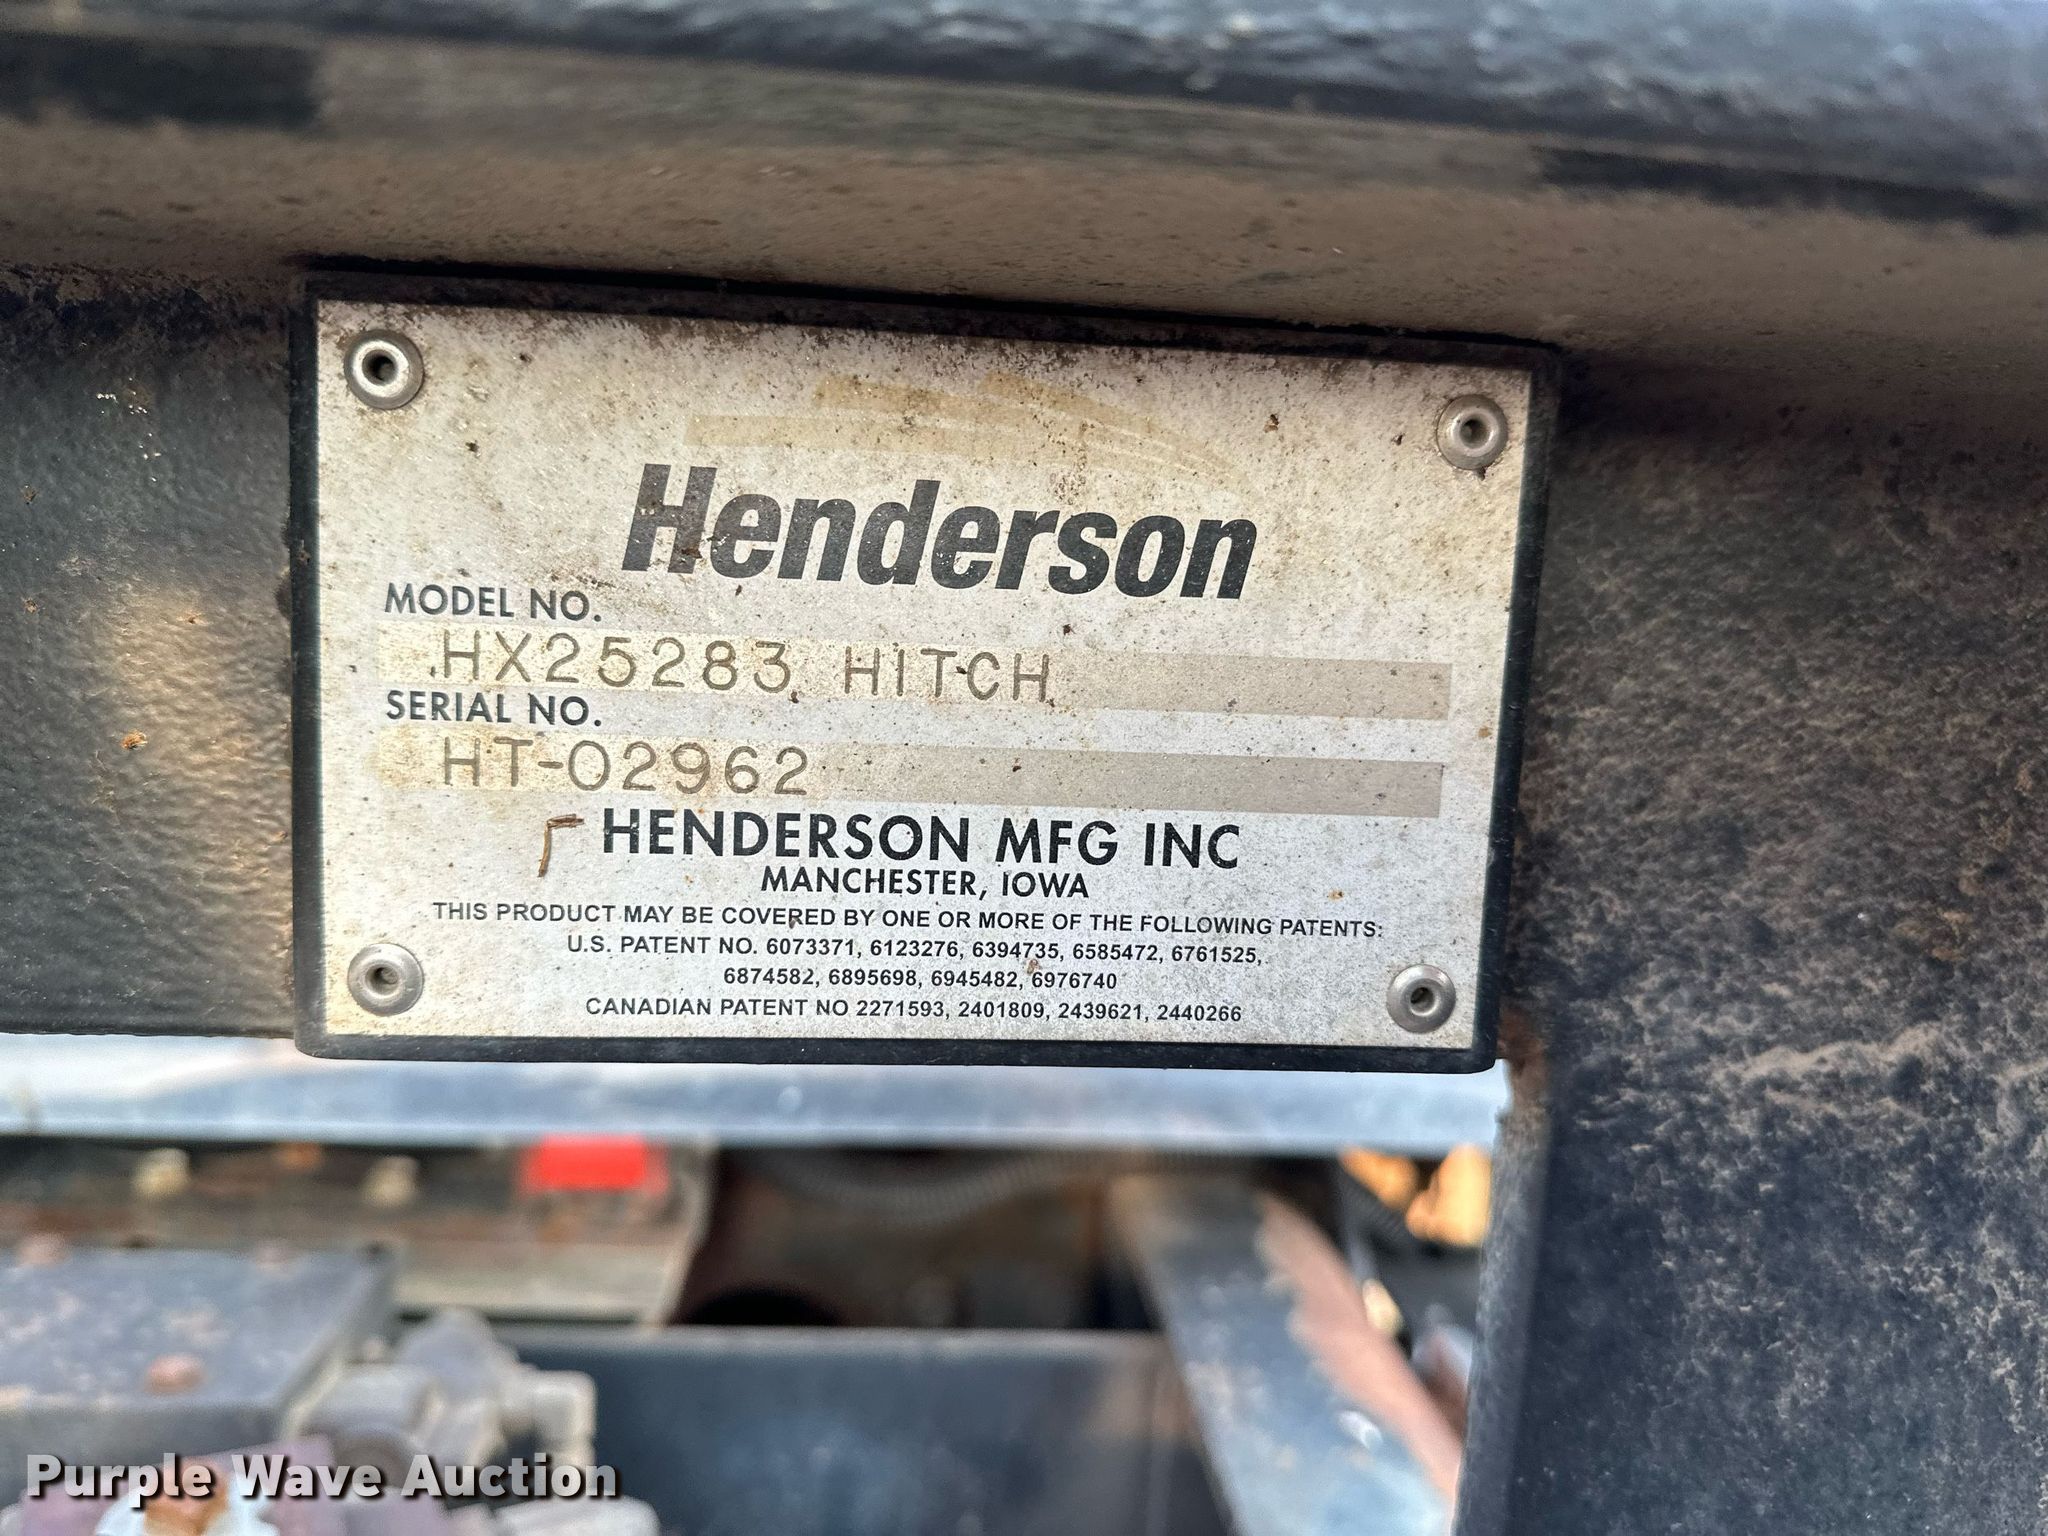 Henderson
MODEL NO.
HX25283 HITCH
SERIAL NO.
HT-02962
HENDERSON MFG INC
MANCHESTER, IOWA
THIS PRODUCT MAY BE COVERED BY ONE OR MORE OF THE FOLLOWING PATENTS:
U.S. PATENT NO. 6073371, 6123276, 6394735, 6585472, 6761525,
6874582, 6895698, 6945482, 6976740
CANADIAN PATENT NO 2271593, 2401809, 2439621, 2440266
Purple Wave Auction